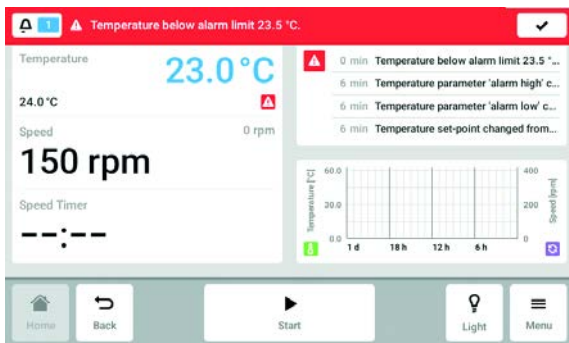 1 Temperature below alarm limit 23.5 °C.
Temperature
23.0°C
24.0°C
Speed 0 rpm
150 rpm
Speed Timer
--:--
0 min Temperature below alarm limit 23.5 °...
6 min Temperature parameter 'alarm high' c...
6 min Temperature parameter 'alarm low' c...
6 min Temperature set-point changed from...
Temperature [°C]
60.0
20.0
0.0
400
200
0
Speed [rpm]
1 d 18 h 12 h 6 h
Home
Back
Start
Light
Menu